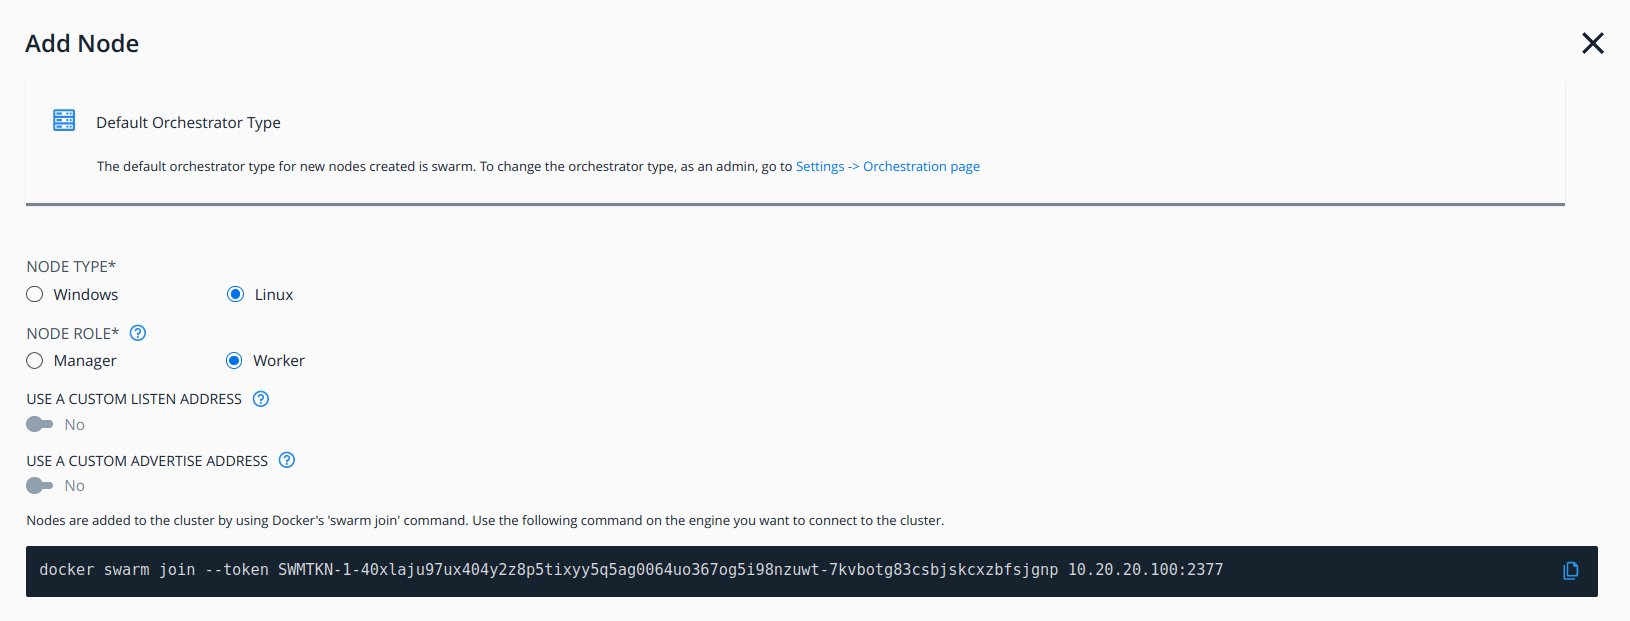 Add Node
Default Orchestrator Type
The default orchestrator type for new nodes created is swarm. To change the orchestrator type, as an admin, go to Settings -> Orchestration page
NODE TYPE*
Windows Linux
NODE ROLE*
Manager Worker
USE A CUSTOM LISTEN ADDRESS
No
USE A CUSTOM ADVERTISE ADDRESS
No
Nodes are added to the cluster by using Docker's 'swarm join' command. Use the following command on the engine you want to connect to the cluster.
docker swarm join --token SWMTKN-1-40xlaju97ux404y2z8p5tixyy5q5ag0064uo367og5i98nzuwt-7kvbotg83csbjskcxzbfsjgnp 10.20.20.100:2377